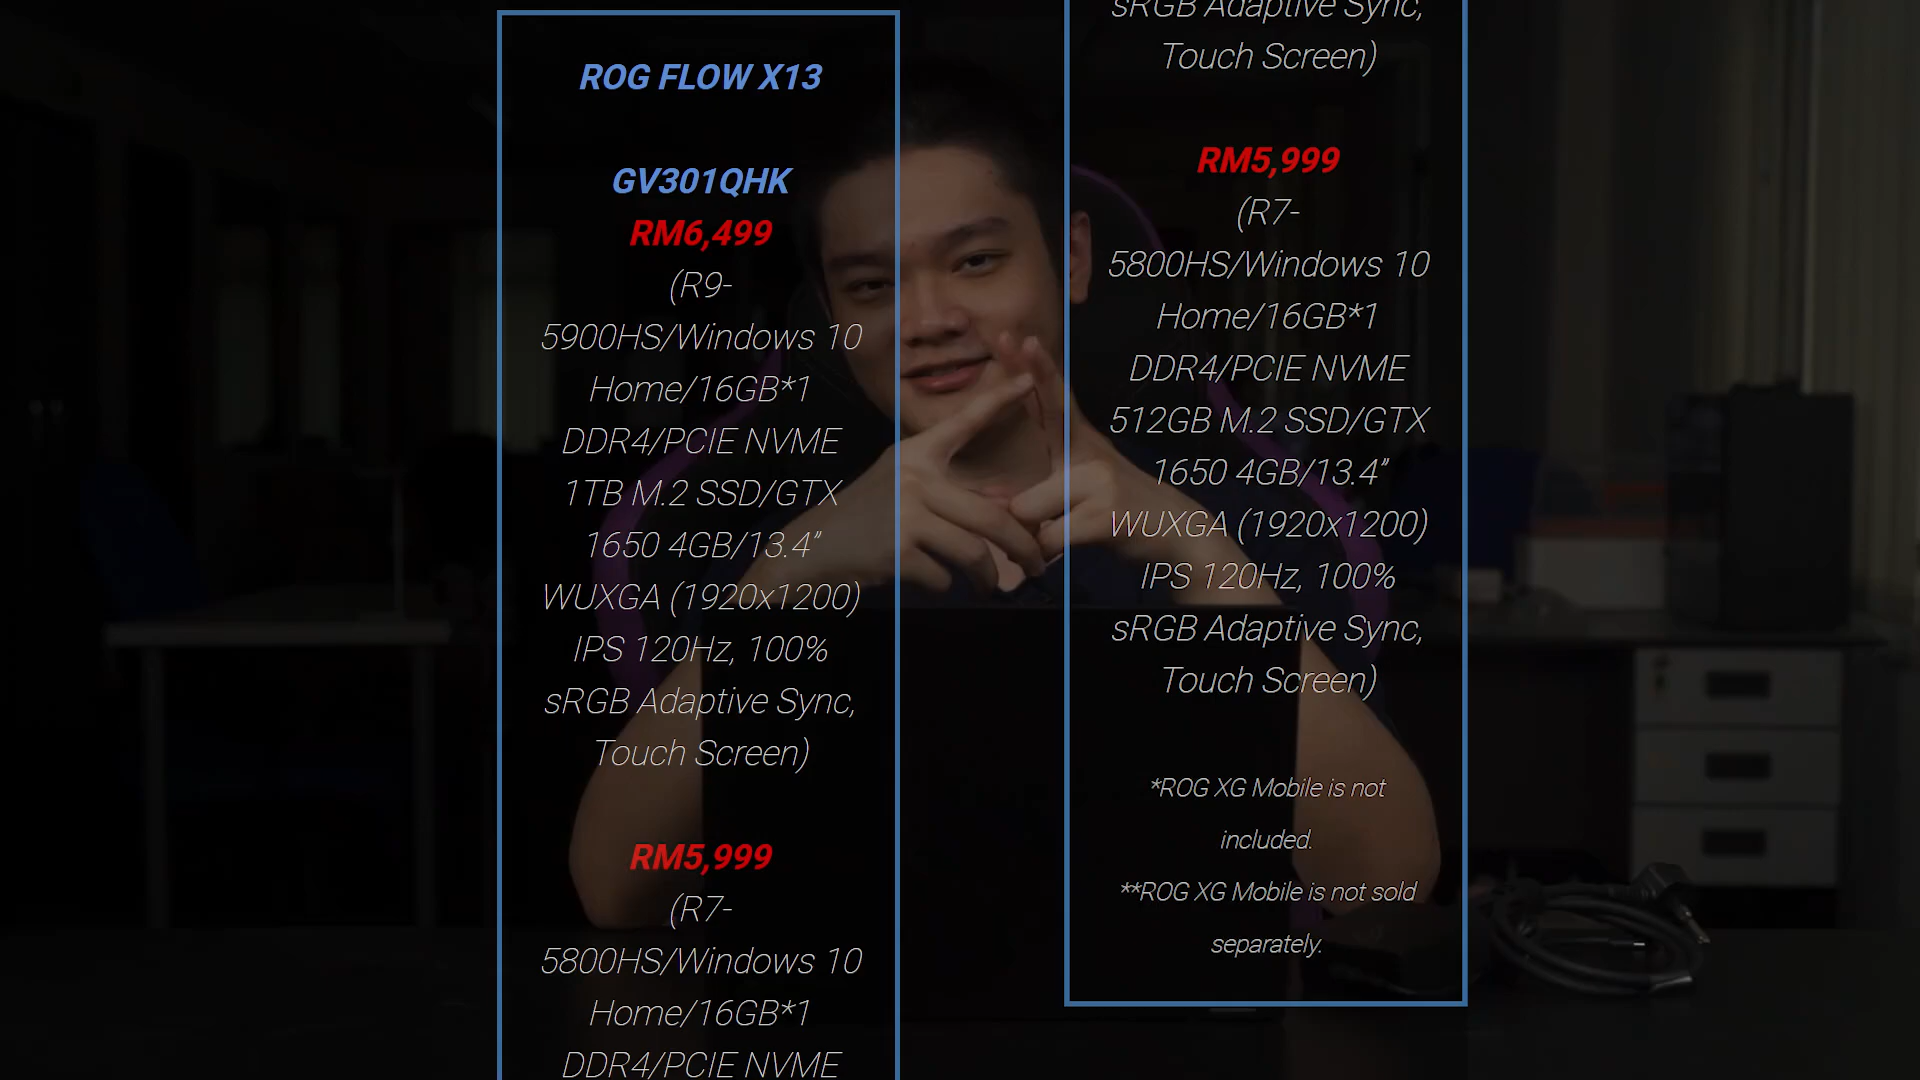 ROG FLOW X13
GV301QHK
RM6,499
(R9-
5900HS/Windows 10
Home/16GB*1
DDR4/PCIE NVME
1TB M.2 SSD/GTX
1650 4GB/13.4”
WUXGA (1920x1200)
IPS 120Hz, 100%
sRGB Adaptive Sync,
Touch Screen)
RM5,999
(R7-
5800HS/Windows 10
Home/16GB*1
DDR4/PCIE NVME
sRGB Adaptive Sync,
Touch Screen)
RM5,999
(R7-
5800HS/Windows 10
Home/16GB*1
DDR4/PCIE NVME
512GB M.2 SSD/GTX
1650 4GB/13.4”
WUXGA (1920x1200)
IPS 120Hz, 100%
sRGB Adaptive Sync,
Touch Screen)
*ROG XG Mobile is not
included.
**ROG XG Mobile is not sold
separately.